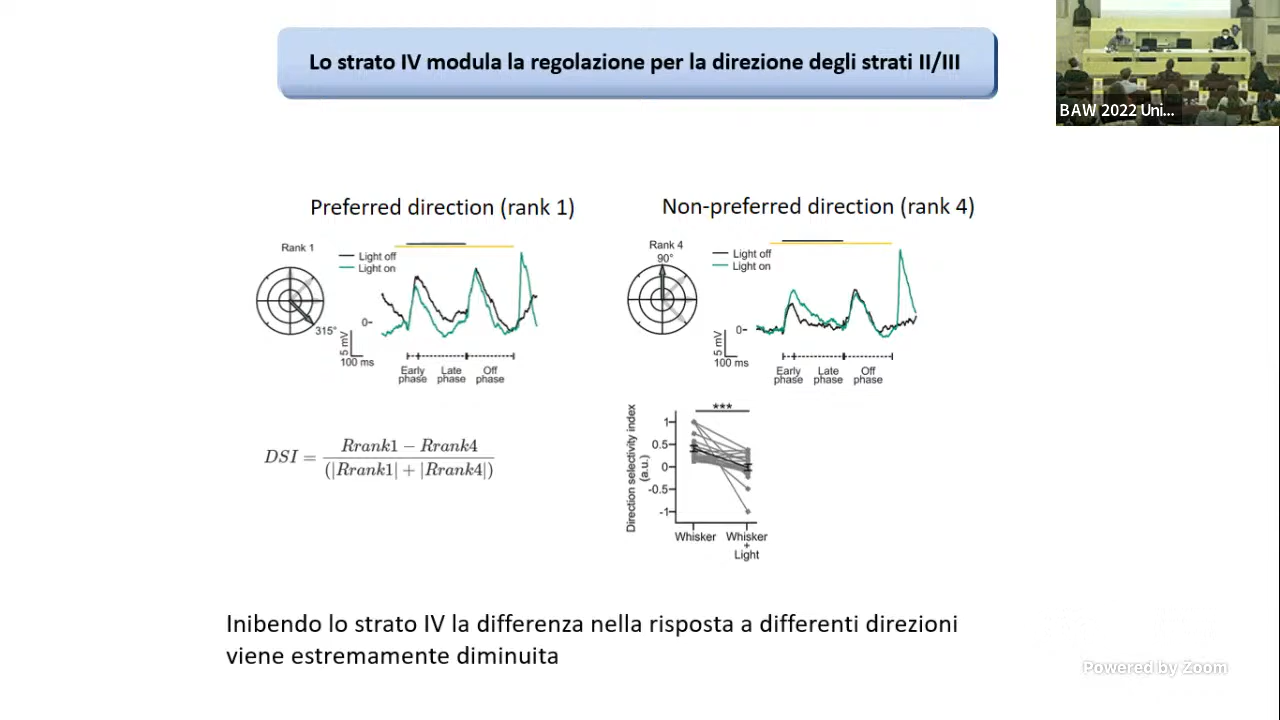 Lo strato IV modula la regolazione per la direzione degli strati II/III
BAW 2022 Uni...
Preferred direction (rank 1)
Non-preferred direction (rank 4)
Rank 1
Light off
Light on
315°
0-
5 mV
100 ms
Early phase
Late phase
Off phase
Rank 4
90°
Light off
Light on
0-
5 mV
100 ms
Early phase
Late phase
Off phase
DSI = Rrank1 − Rrank4
(|Rrank1| + |Rrank4|)
Direction selectivity index
(a.u.)
***
1
0.5
0
-0.5
-1
Whisker
Whisker
+
Light
Inibendo lo strato IV la differenza nella risposta a differenti direzioni
viene estremamente diminuita
Powered by Zoom